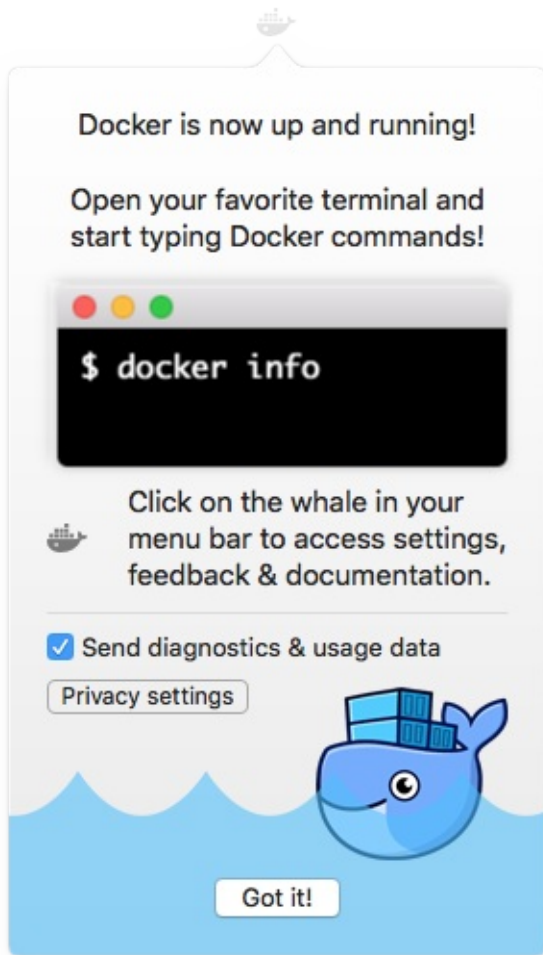 Docker is now up and running!
Open your favorite terminal and
start typing Docker commands!
$ docker info
Click on the whale in your
menu bar to access settings,
feedback & documentation.
Send diagnostics & usage data
Privacy settings
Got it!